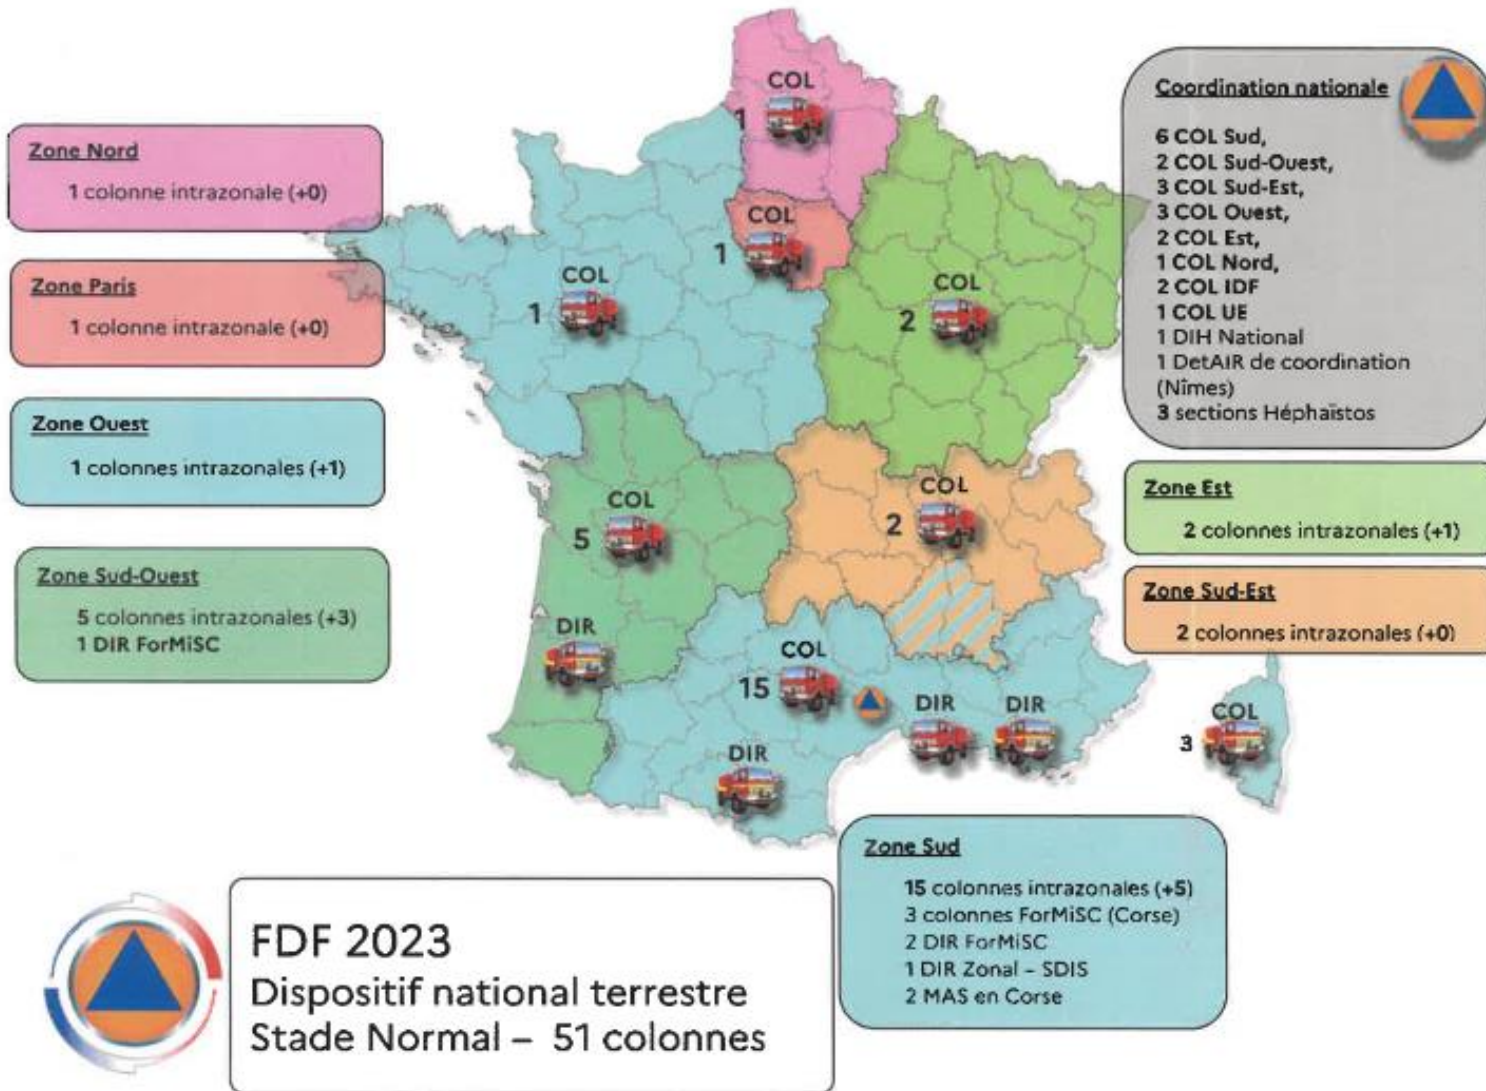 COL
1
Zone Nord
1 colonne intrazonale (+0)
Zone Paris
1 colonne intrazonale (+0)
COL
1
Zone Ouest
1 colonnes intrazonales (+1)
COL
1
COL
2
Coordination nationale
6 COL Sud,
2 COL Sud-Ouest,
3 COL Sud-Est,
3 COL Ouest,
2 COL Est,
1 COL Nord,
2 COL IDF
1 COL UE
1 DIH National
1 DetAIR de coordination
(Nîmes)
3 sections Héphaïstos
Zone Sud-Ouest
5 colonnes intrazonales (+3)
1 DIR ForMiSC
COL
5
COL
2
Zone Est
2 colonnes intrazonales (+1)
Zone Sud-Est
2 colonnes intrazonales (+0)
DIR
COL
15
DIR
DIR
DIR
COL
3
Zone Sud
15 colonnes intrazonales (+5)
3 colonnes ForMiSC (Corse)
2 DIR ForMiSC
1 DIR Zonal – SDIS
2 MAS en Corse
FDF 2023
Dispositif national terrestre
Stade Normal – 51 colonnes